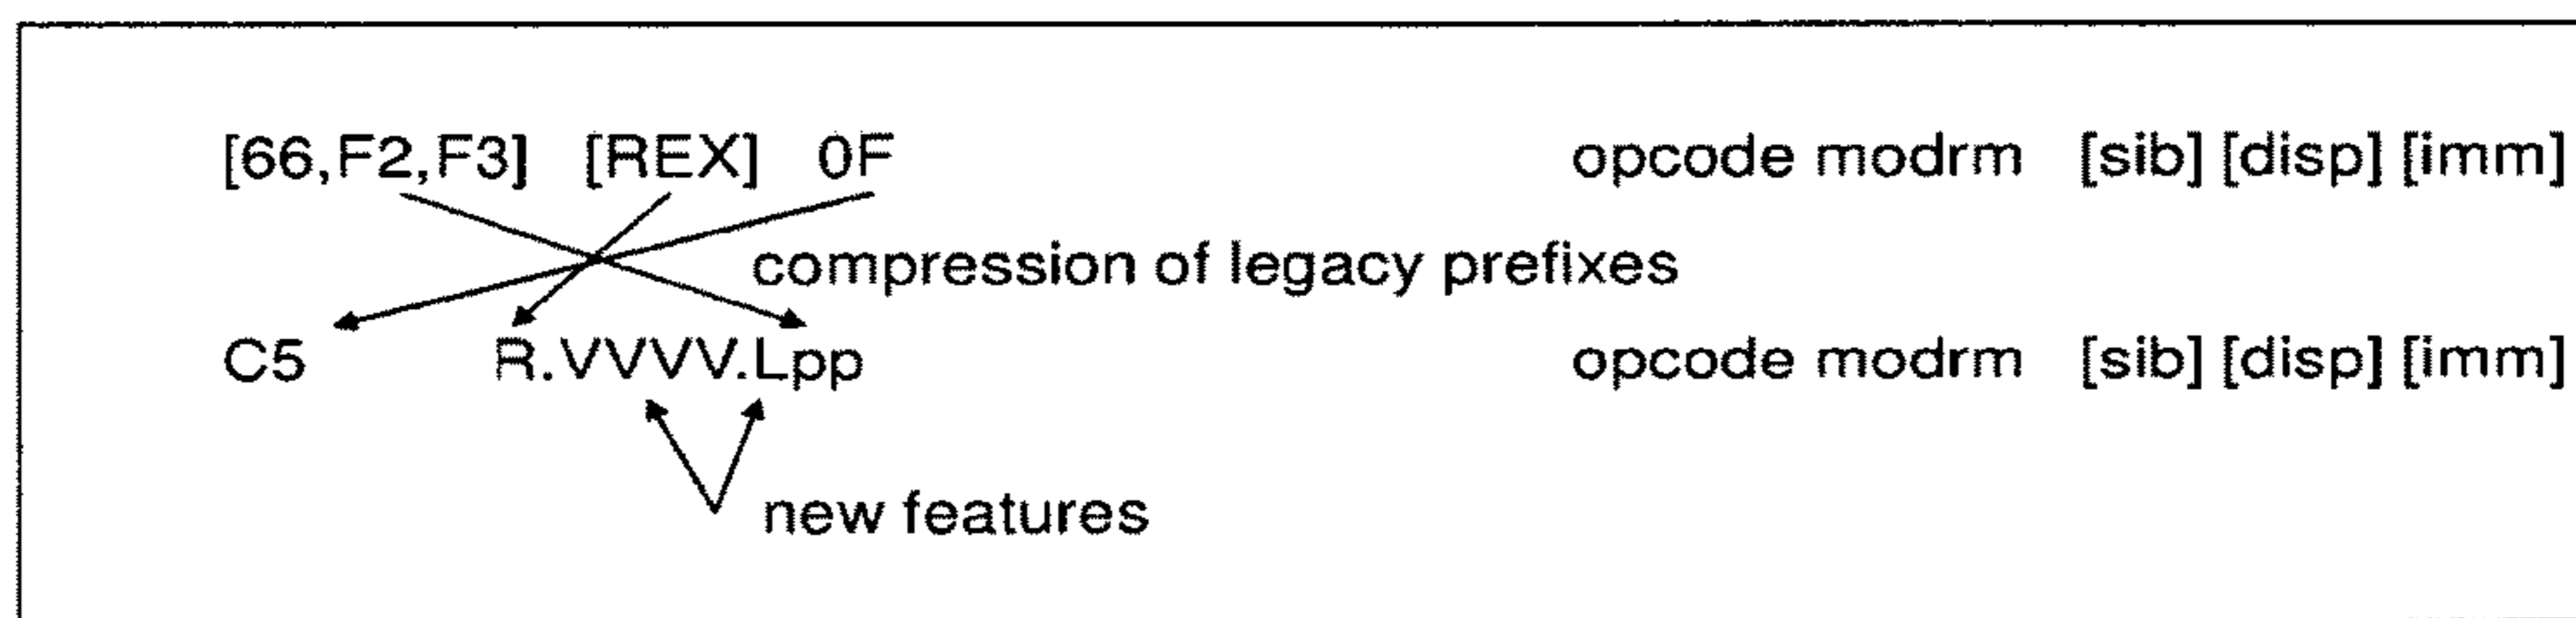 [66,F2,F3] [REX] 0F opcode modrm [sib] [disp] [imm]
compression of legacy prefixes
C5 R.VVVV.Lpp opcode modrm [sib] [disp] [imm]
new features